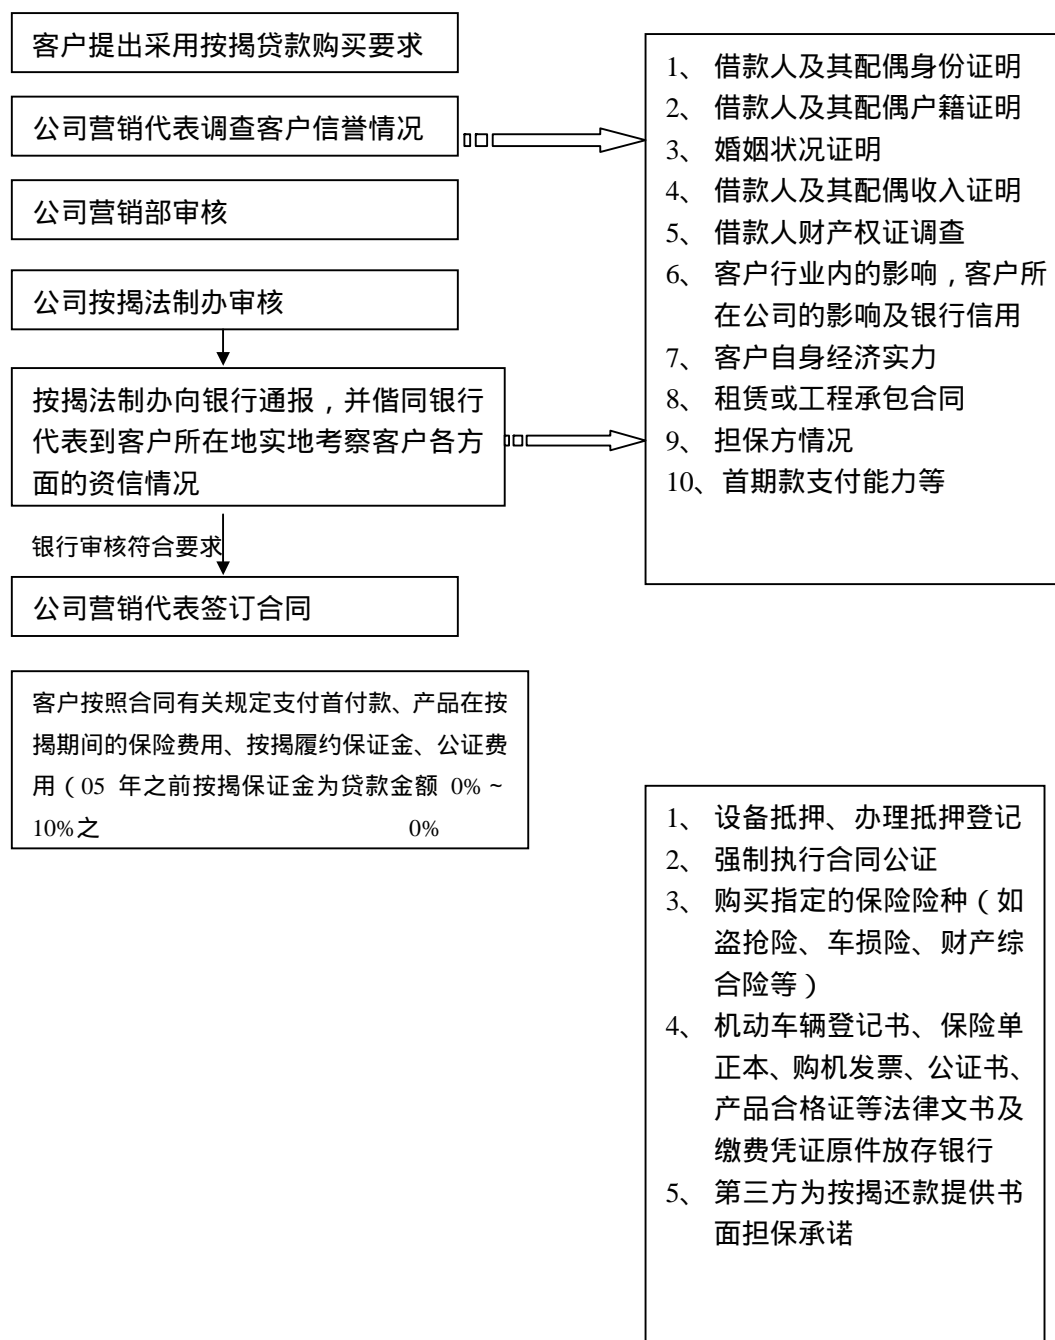 客户提出采用按揭贷款购买要求
公司营销代表调查客户信誉情况
公司营销部审核
公司按揭法制办审核
按揭法制办向银行通报，并偕同银行
代表到客户所在地实地考察客户各方
面的资信情况
银行审核符合要求
公司营销代表签订合同
客户按照合同有关规定支付首付款、产品在按
揭期间的保险费用、按揭履约保证金、公证费
用（05 年之前按揭保证金为贷款金额 0%～
10%之 0%
1、 借款人及其配偶身份证明
2、 借款人及其配偶户籍证明
3、 婚姻状况证明
4、 借款人及其配偶收入证明
5、 借款人财产权证调查
6、 客户行业内的影响，客户所
在公司的影响及银行信用
7、 客户自身经济实力
8、 租赁或工程承包合同
9、 担保方情况
10、 首期款支付能力等
1、 设备抵押、办理抵押登记
2、 强制执行合同公证
3、 购买指定的保险险种（如
盗抢险、车损险、财产综
合险等）
4、 机动车辆登记书、保险单
正本、购机发票、公证书、
产品合格证等法律文书及
缴费凭证原件放存银行
5、 第三方为按揭还款提供书
面担保承诺